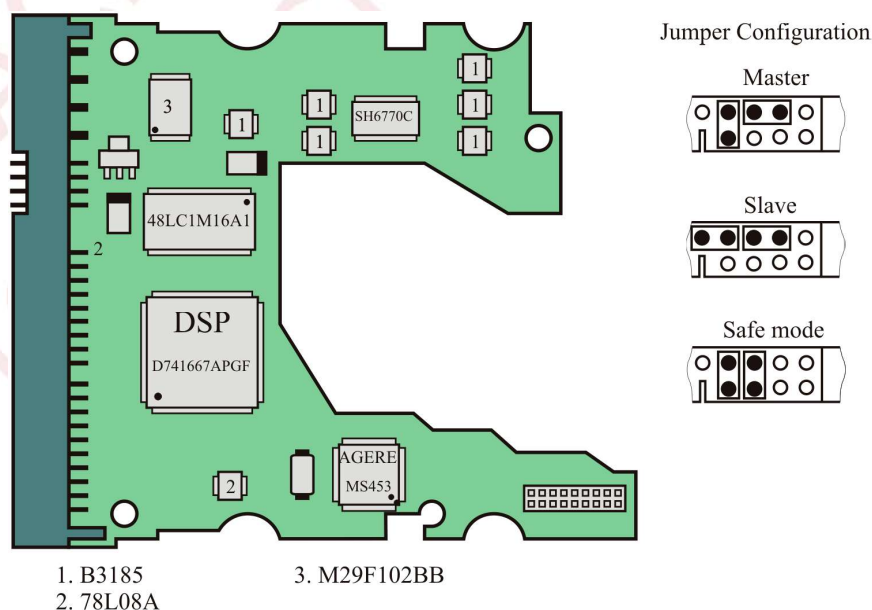 Jumper Configuration
Master
Slave
Safe mode
3
1
1
1
1
1
1
SH6770C
48LC1M16A1
2
DSP
D741667APGF
AGERE
MS453
2
1. B3185
2. 78L08A
3. M29F102BB